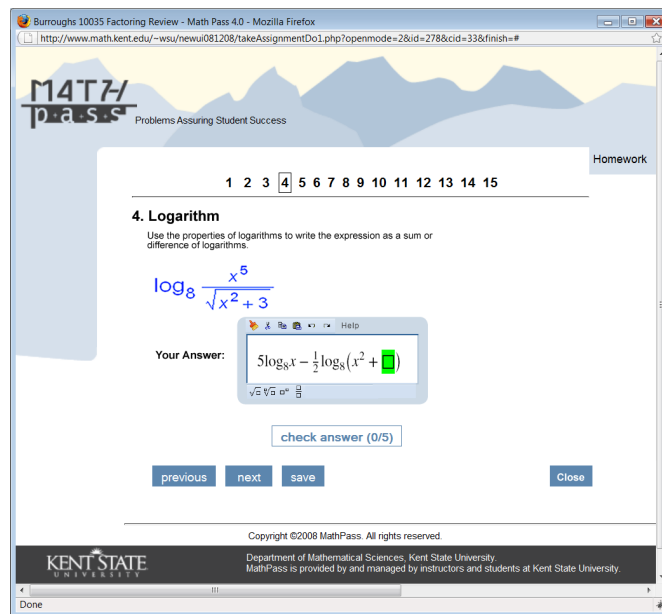 Burroughs 10035 Factoring Review - Math Pass 4.0 - Mozilla Firefox
http://www.math.kent.edu/~wsu/newui081208/takeAssignmentDo1.php?openmode=2&id=278&cid=33&finish=#
M4TH
p·a·s·s Problems Assuring Student Success
Homework
1 2 3 4 5 6 7 8 9 10 11 12 13 14 15
4. Logarithm
Use the properties of logarithms to write the expression as a sum or
difference of logarithms.
log₈ x⁵/√(x² + 3)
Help
Your Answer: 5log₈x − ½log₈(x² + □)
check answer (0/5)
previous next save Close
Copyright ©2008 MathPass. All rights reserved.
KENT STATE
UNIVERSITY
Department of Mathematical Sciences, Kent State University.
MathPass is provided by and managed by instructors and students at Kent State University.
Done